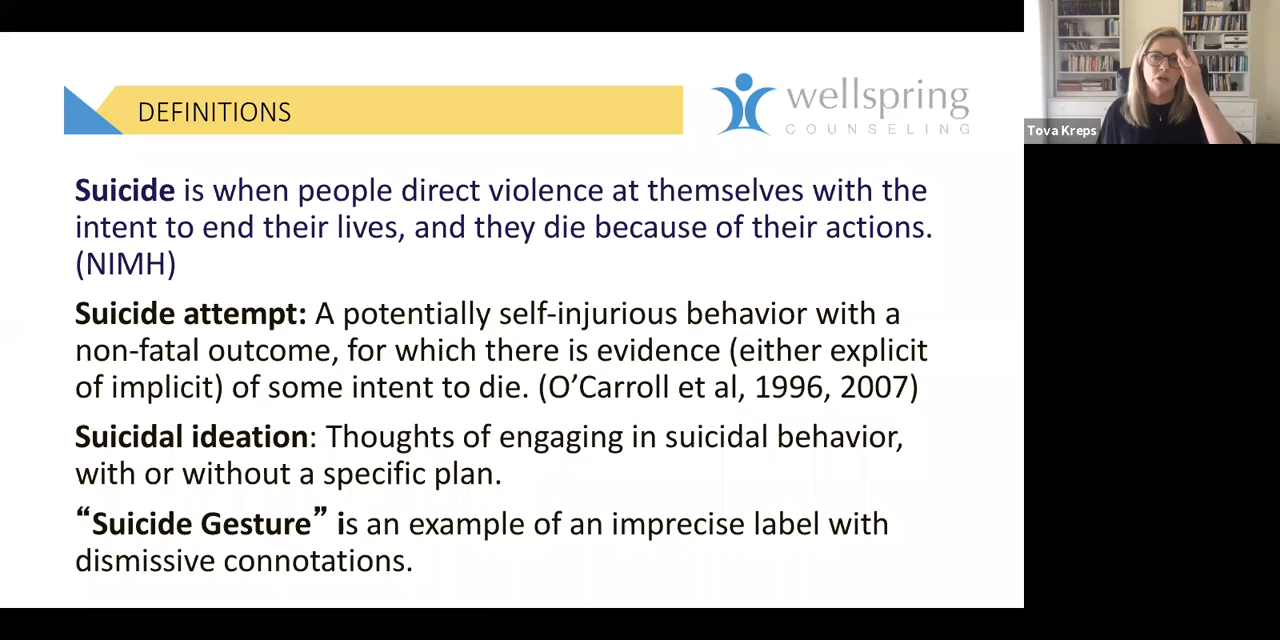 DEFINITIONS
wellspring
COUNSELING
Tova Kreps
Suicide is when people direct violence at themselves with the
intent to end their lives, and they die because of their actions.
(NIMH)
Suicide attempt: A potentially self-injurious behavior with a
non-fatal outcome, for which there is evidence (either explicit
of implicit) of some intent to die. (O’Carroll et al, 1996, 2007)
Suicidal ideation: Thoughts of engaging in suicidal behavior,
with or without a specific plan.
“Suicide Gesture” is an example of an imprecise label with
dismissive connotations.